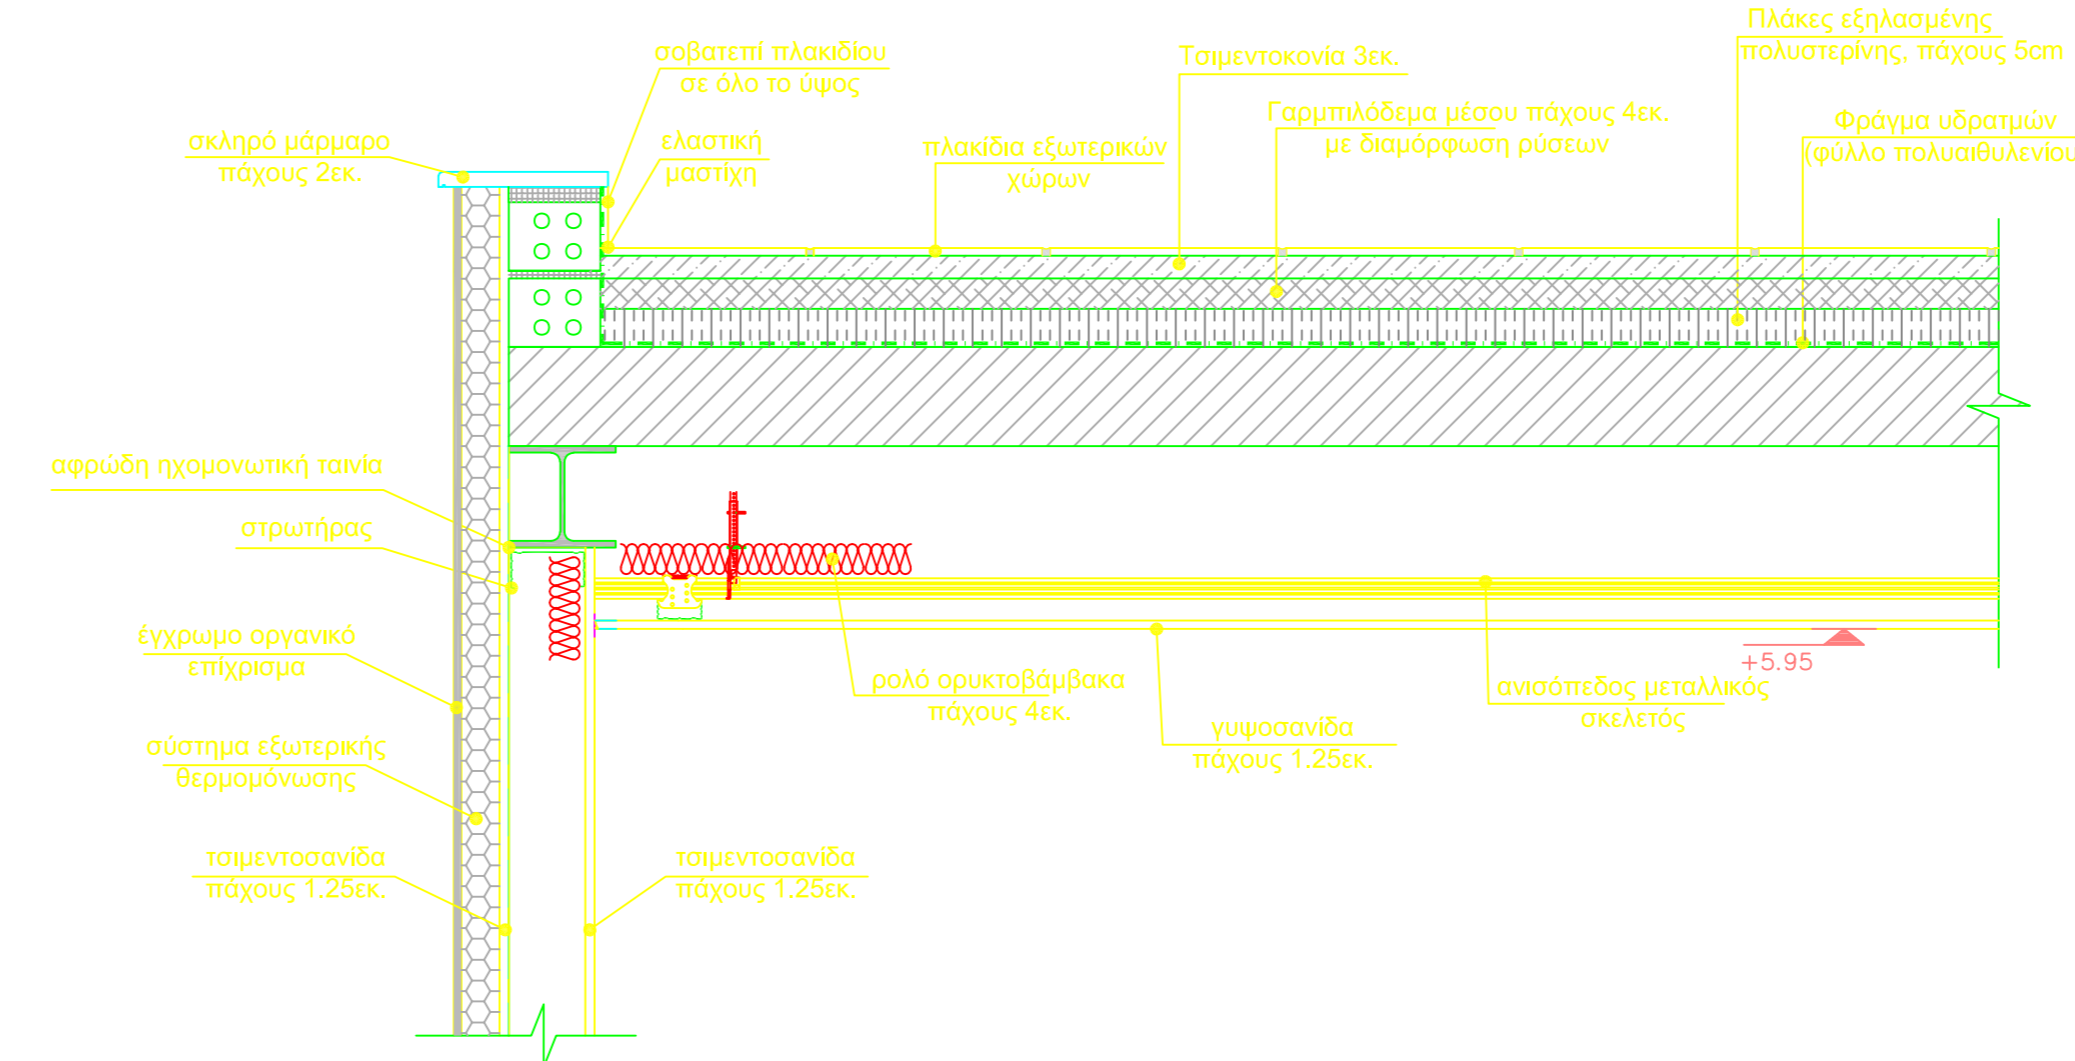 σοβατεπί πλακιδίου
σε όλο το ύψος
Τσιμεντοκονία 3εκ.
Πλάκες εξηλασμένης
πολυστερίνης, πάχους 5cm
σκληρό μάρμαρο
πάχους 2εκ.
ελαστική
μαστίχη
πλακίδια εξωτερικών
χώρων
Γαρμπιλόδεμα μέσου πάχους 4εκ.
με διαμόρφωση ρύσεων
Φράγμα υδρατμών
(φύλλο πολυαιθυλενίου
αφρώδη ηχομονωτική ταινία
στρωτήρας
έγχρωμο οργανικό
επίχρισμα
σύστημα εξωτερικής
θερμομόνωσης
τσιμεντοσανίδα
πάχους 1.25εκ.
τσιμεντοσανίδα
πάχους 1.25εκ.
ρολό ορυκτοβάμβακα
πάχους 4εκ.
γυψοσανίδα
πάχους 1.25εκ.
ανισόπεδος μεταλλικός
σκελετός
+5.95